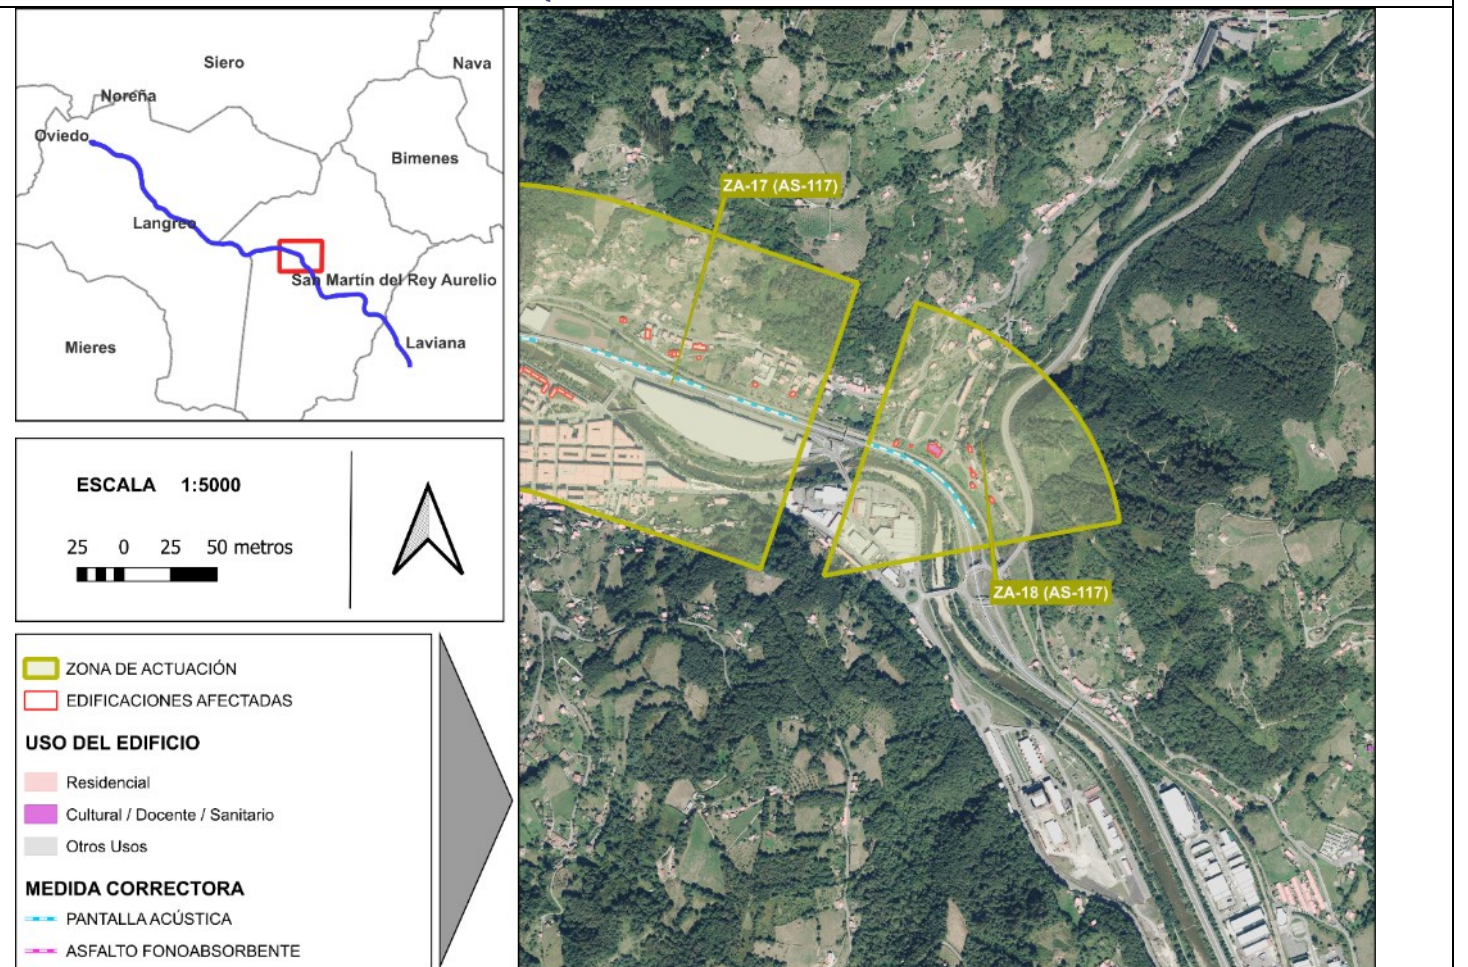 Siero
Nava
Noreña
Oviedo
Bimenes
Langreo
San Martín del Rey Aurelio
Mieres
Laviana
ESCALA 1:5000
25 0 25 50 metros
ZONA DE ACTUACIÓN
EDIFICACIONES AFECTADAS
USO DEL EDIFICIO
Residencial
Cultural / Docente / Sanitario
Otros Usos
MEDIDA CORRECTORA
PANTALLA ACÚSTICA
ASFALTO FONOABSORBENTE
ZA-17 (AS-117)
ZA-18 (AS-117)